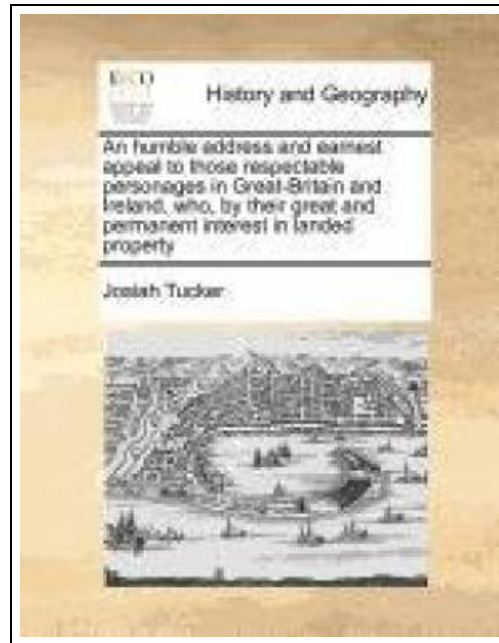 ECCO
History and Geography
An humble address and earnest
appeal to those respectable
personages in Great-Britain and
Ireland, who, by their great and
permanent interest in landed
property
Josiah Tucker